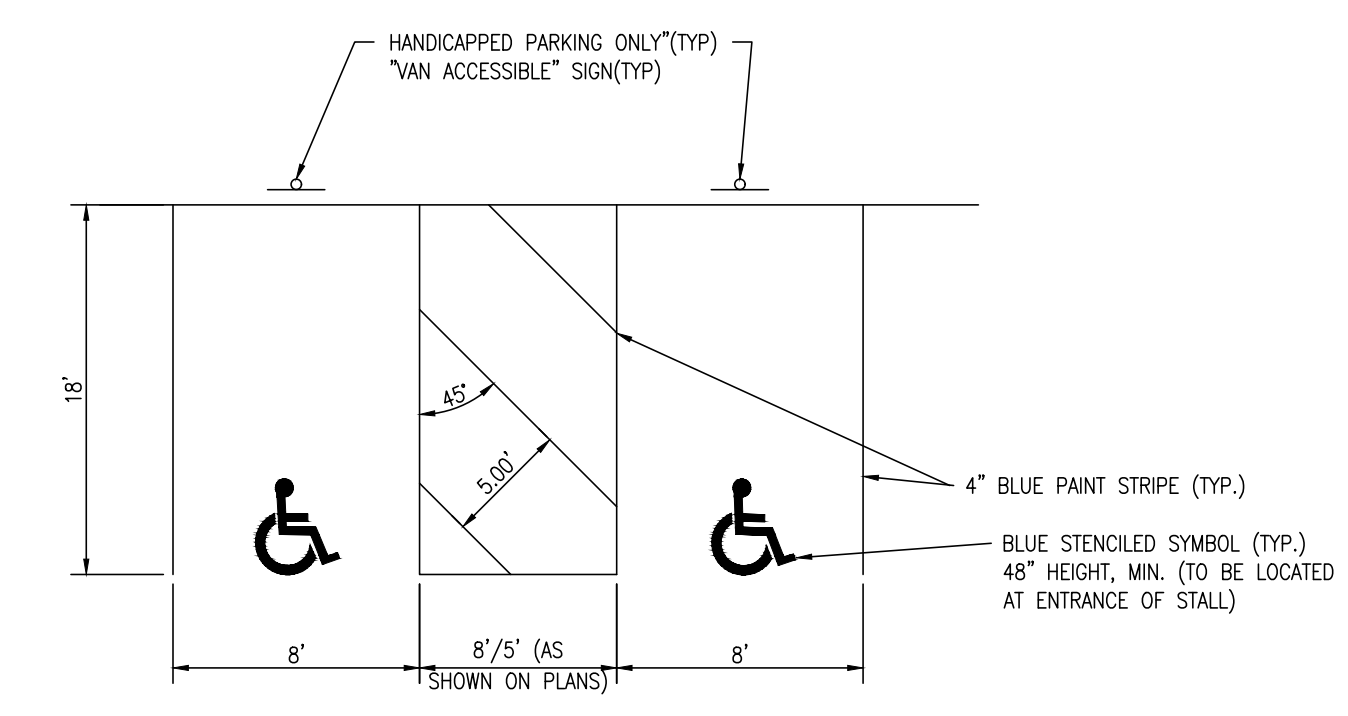 HANDICAPPED PARKING ONLY”(TYP)
”VAN ACCESSIBLE” SIGN(TYP)
18'
45°
5.00'
4” BLUE PAINT STRIPE (TYP.)
BLUE STENCILED SYMBOL (TYP.)
48” HEIGHT, MIN. (TO BE LOCATED
AT ENTRANCE OF STALL)
8'
8'/5' (AS
SHOWN ON PLANS)
8'